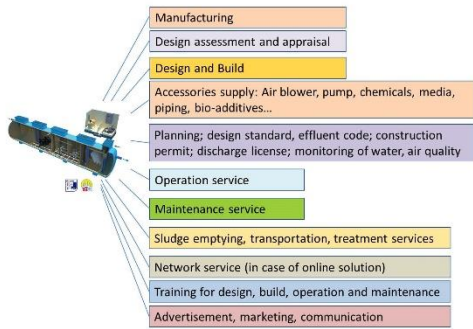 Manufacturing
Design assessment and appraisal
Design and Build
Accessories supply: Air blower, pump, chemicals, media,
piping, bio-additives...
Planning; design standard, effluent code; construction
permit; discharge license; monitoring of water, air quality
Operation service
Maintenance service
Sludge emptying, transportation, treatment services
Network service (in case of online solution)
Training for design, build, operation and maintenance
Advertisement, marketing, communication